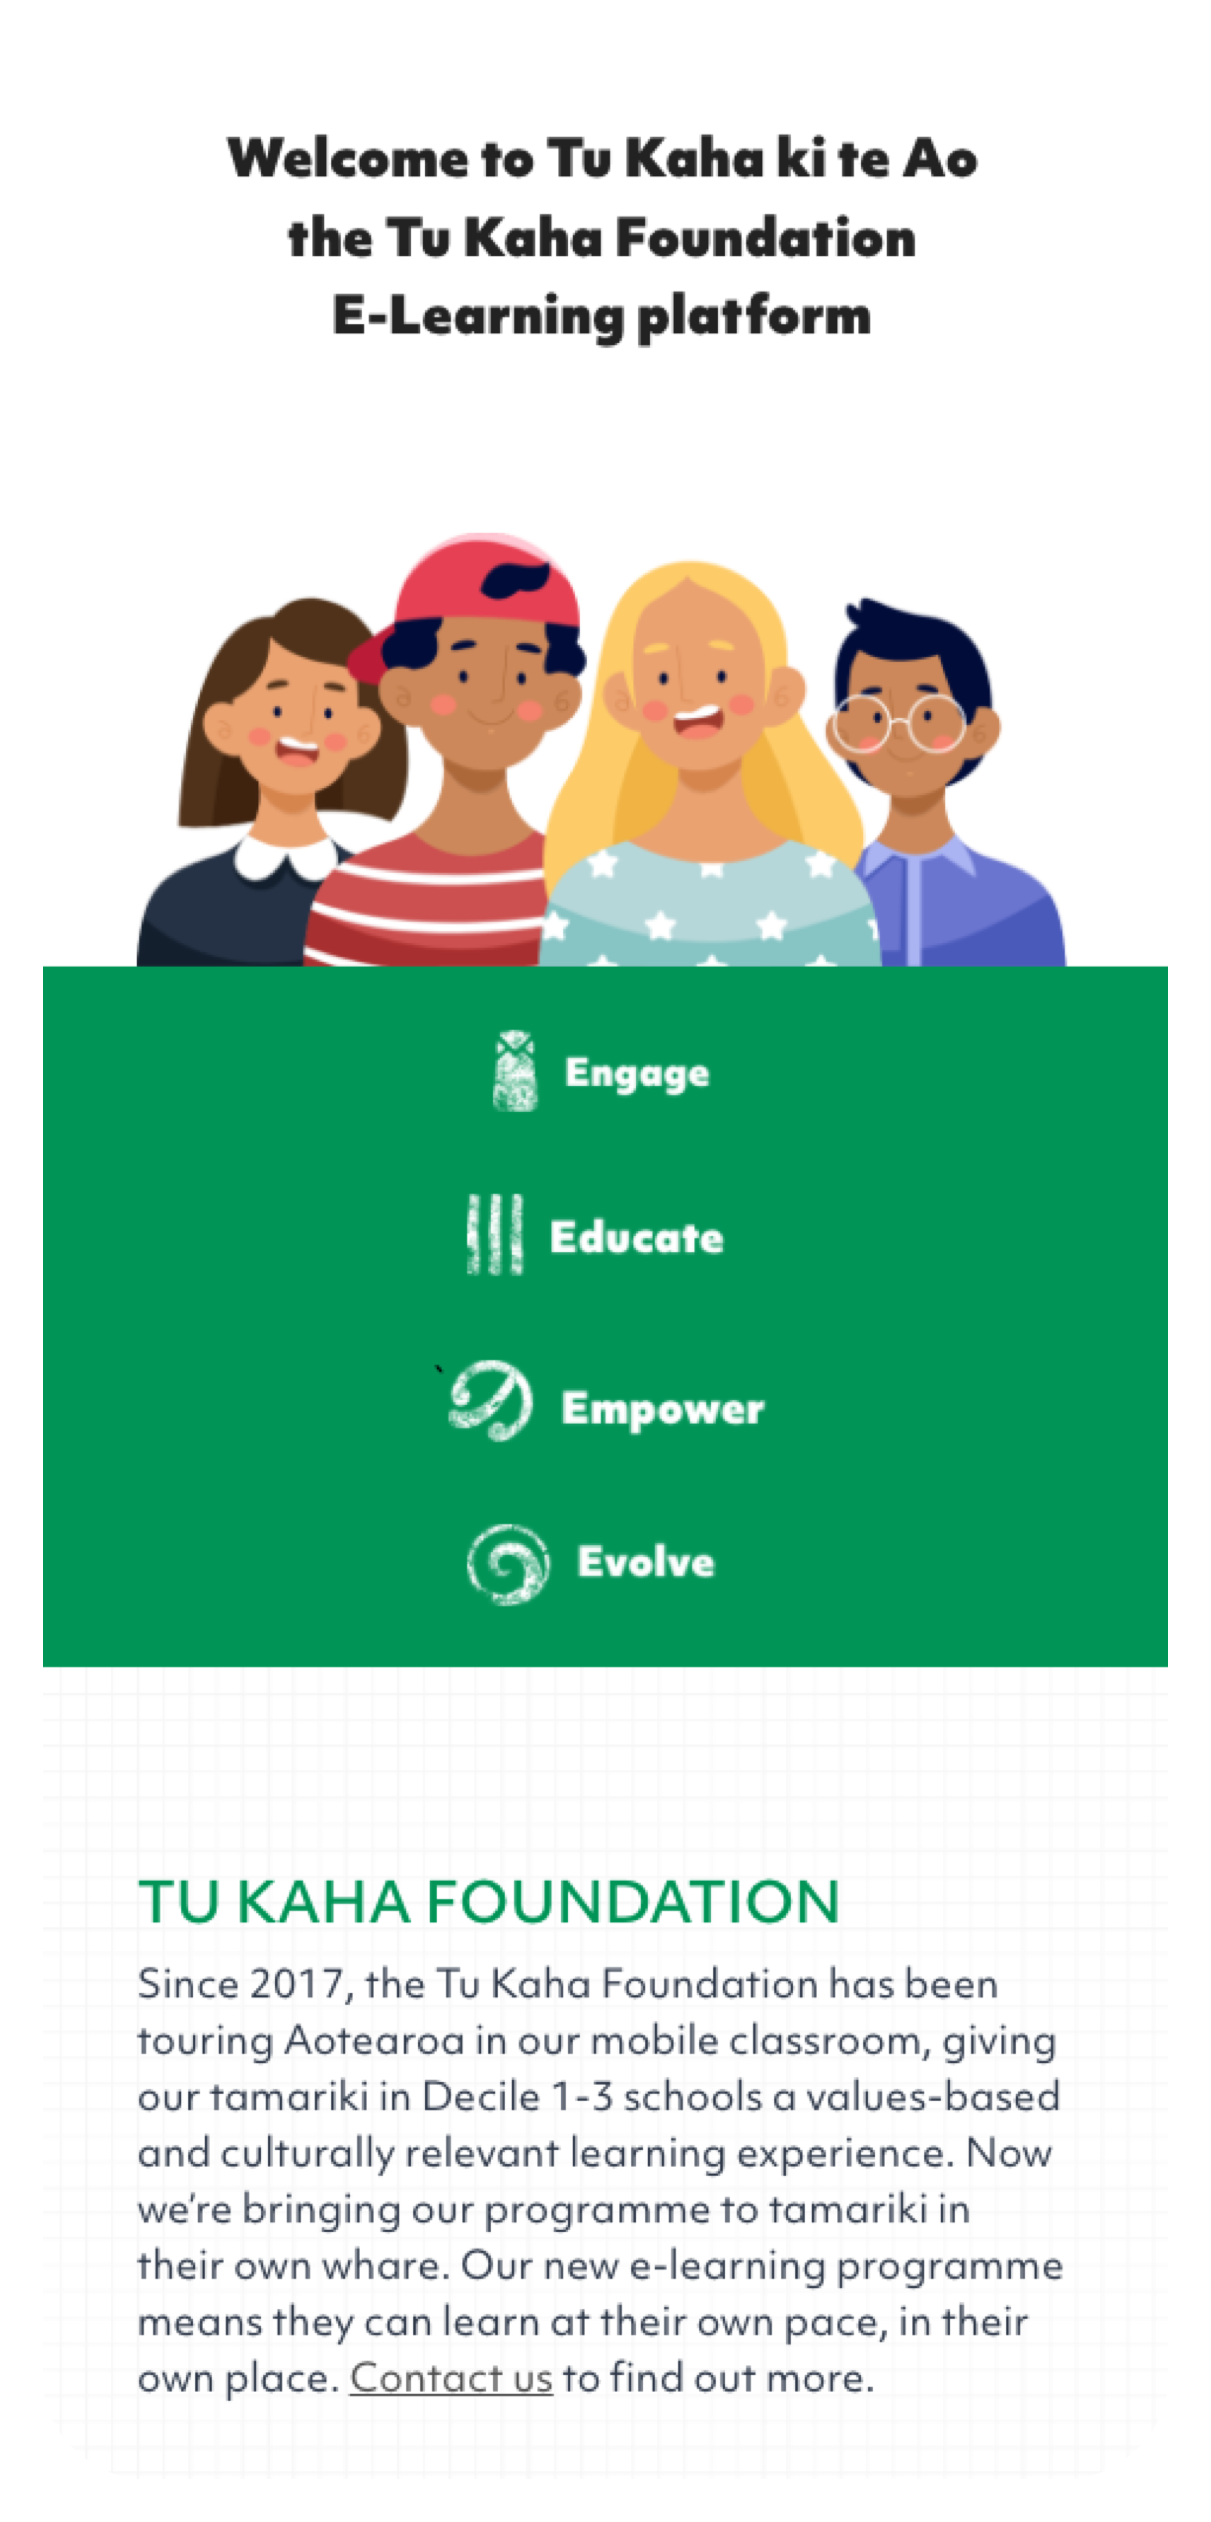 Welcome to Tu Kaha ki te Ao
the Tu Kaha Foundation
E-Learning platform
Engage
Educate
Empower
Evolve
TU KAHA FOUNDATION
Since 2017, the Tu Kaha Foundation has been
touring Aotearoa in our mobile classroom, giving
our tamariki in Decile 1-3 schools a values-based
and culturally relevant learning experience. Now
we're bringing our programme to tamariki in
their own whare. Our new e-learning programme
means they can learn at their own pace, in their
own place. Contact us to find out more.